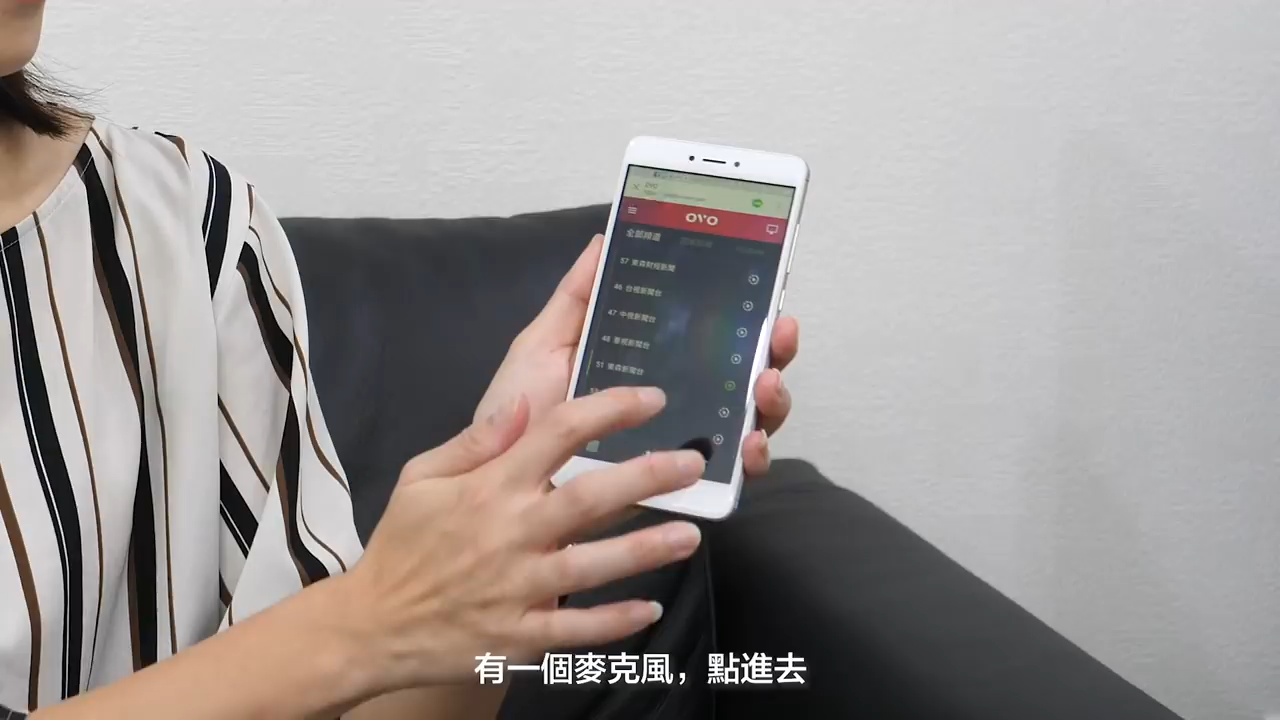 OVO
OVO
全部頻道
57 東森財經新聞
46 台視新聞台
47 中視新聞台
48 華視新聞台
51 東森新聞台
有一個麥克風，點進去